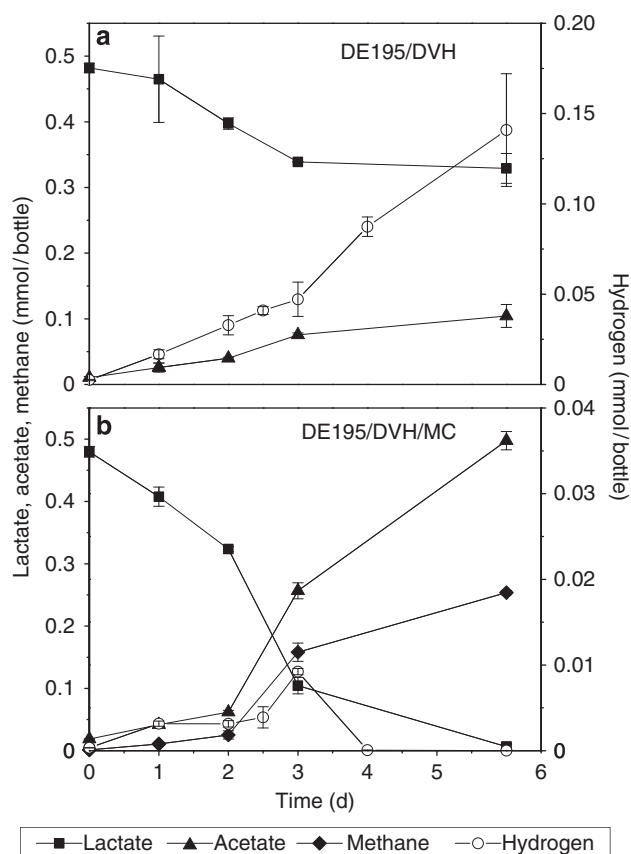 a
DE195/DVH
0.5
0.4
0.3
0.2
0.1
0
0.20
0.15
0.10
0.05
0
Lactate, acetate, methane (mmol/bottle)
Hydrogen (mmol/bottle)
b
DE195/DVH/MC
0.5
0.4
0.3
0.2
0.1
0
0.04
0.03
0.02
0.01
0
0 1 2 3 4 5 6
Time (d)
Lactate Acetate Methane Hydrogen